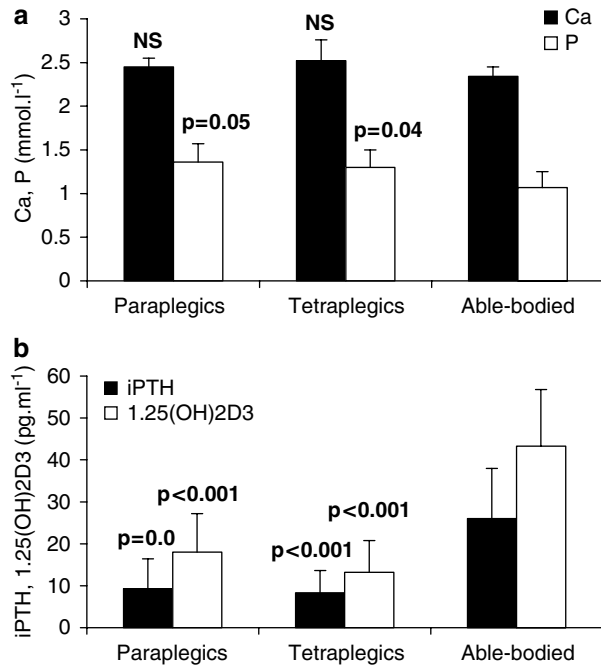 a
Ca
P
Ca, P (mmol.l⁻¹)
3
2.5
2
1.5
1
0.5
0
NS
p=0.05
NS
p=0.04
Paraplegics
Tetraplegics
Able-bodied
b
iPTH
1.25(OH)2D3
iPTH, 1.25(OH)2D3 (pg.ml⁻¹)
60
50
40
30
20
10
0
p=0.0
p<0.001
p<0.001
p<0.001
Paraplegics
Tetraplegics
Able-bodied